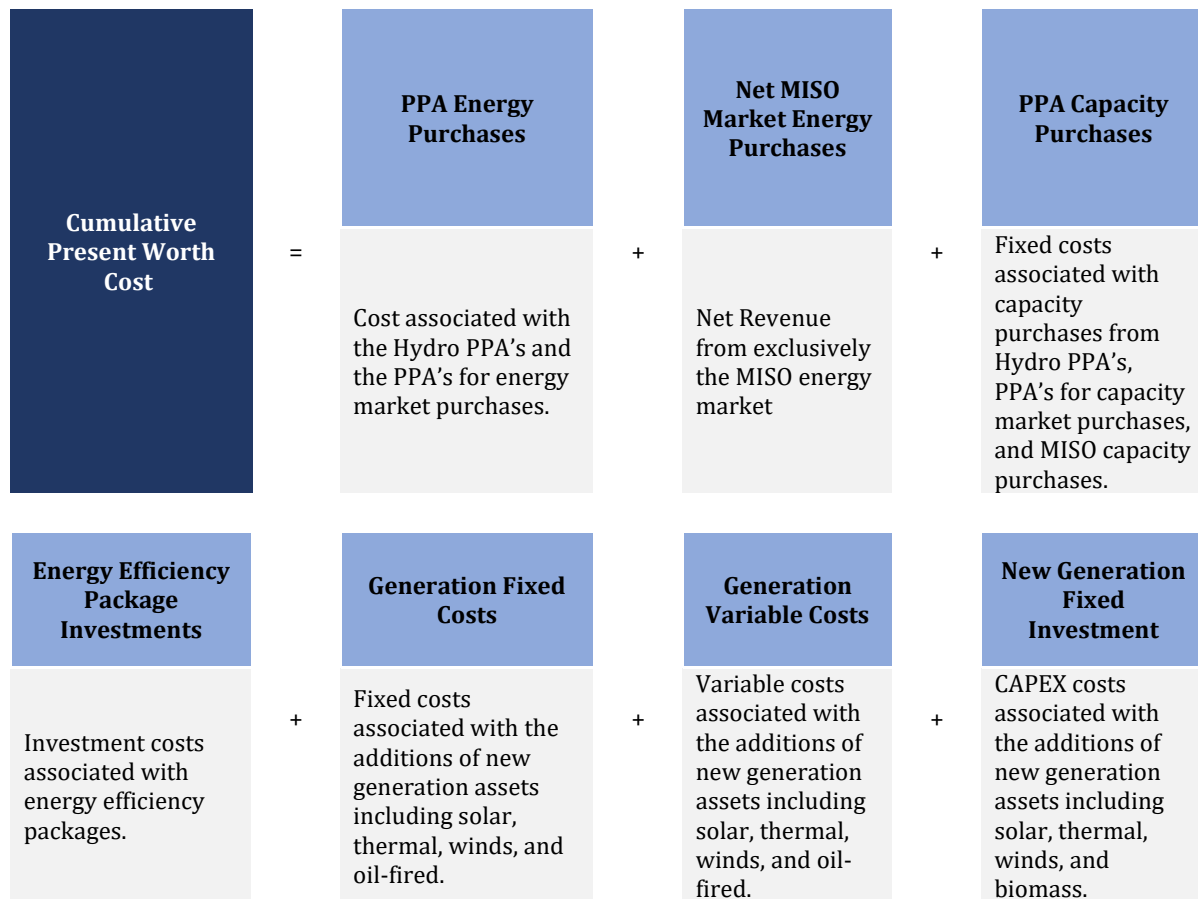 Cumulative
Present Worth
Cost
=
PPA Energy
Purchases
Cost associated with
the Hydro PPA’s and
the PPA’s for energy
market purchases.
+
Net MISO
Market Energy
Purchases
Net Revenue
from exclusively
the MISO energy
market
+
PPA Capacity
Purchases
Fixed costs
associated with
capacity
purchases from
Hydro PPA’s,
PPA’s for capacity
market purchases,
and MISO capacity
purchases.
Energy Efficiency
Package
Investments
Investment costs
associated with
energy efficiency
packages.
+
Generation Fixed
Costs
Fixed costs
associated with the
additions of new
generation assets
including solar,
thermal, winds, and
oil-fired.
+
Generation
Variable Costs
Variable costs
associated with
the additions of
new generation
assets including
solar, thermal,
winds, and oil-
fired.
+
New Generation
Fixed
Investment
CAPEX costs
associated with
the additions of
new generation
assets including
solar, thermal,
winds, and
biomass.